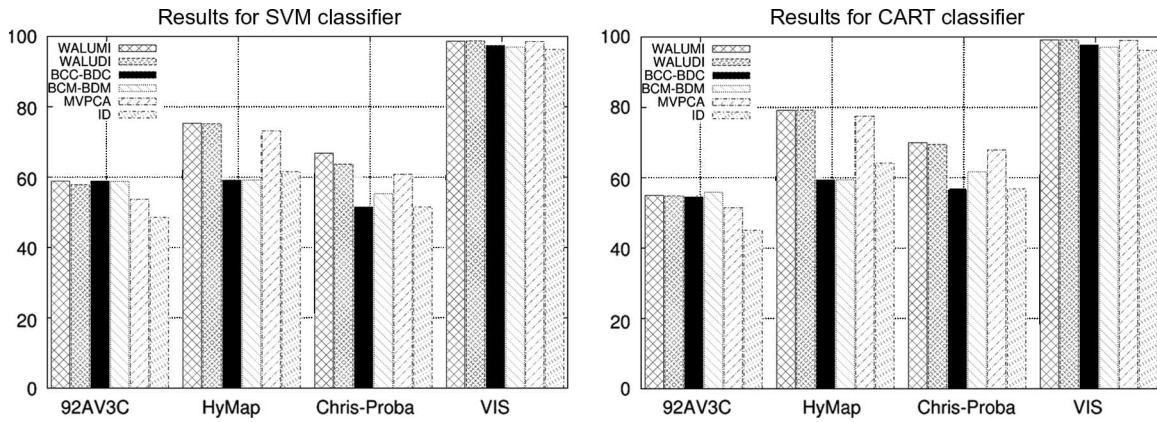 Results for SVM classifier
100
80
60
40
20
0
WALUMI
WALUDI
BCC-BDC
BCM-BDM
MVPCA
ID
92AV3C
HyMap
Chris-Proba
VIS
Results for CART classifier
100
80
60
40
20
0
WALUMI
WALUDI
BCC-BDC
BCM-BDM
MVPCA
ID
92AV3C
HyMap
Chris-Proba
VIS